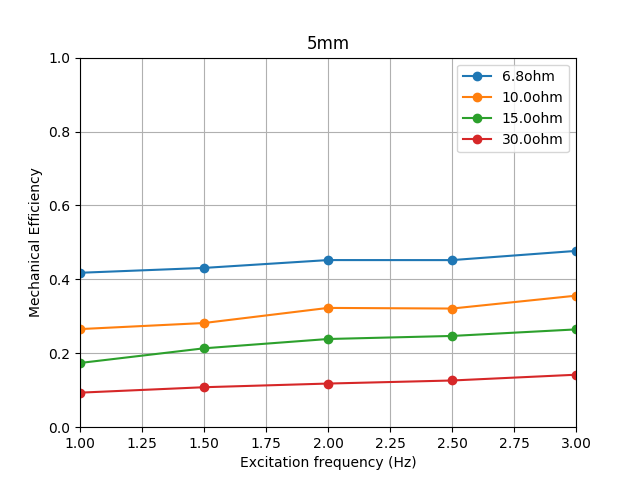 5mm
1.0
0.8
0.6
0.4
0.2
0.0
Mechanical Efficiency
6.8ohm
10.0ohm
15.0ohm
30.0ohm
1.00 1.25 1.50 1.75 2.00 2.25 2.50 2.75 3.00
Excitation frequency (Hz)